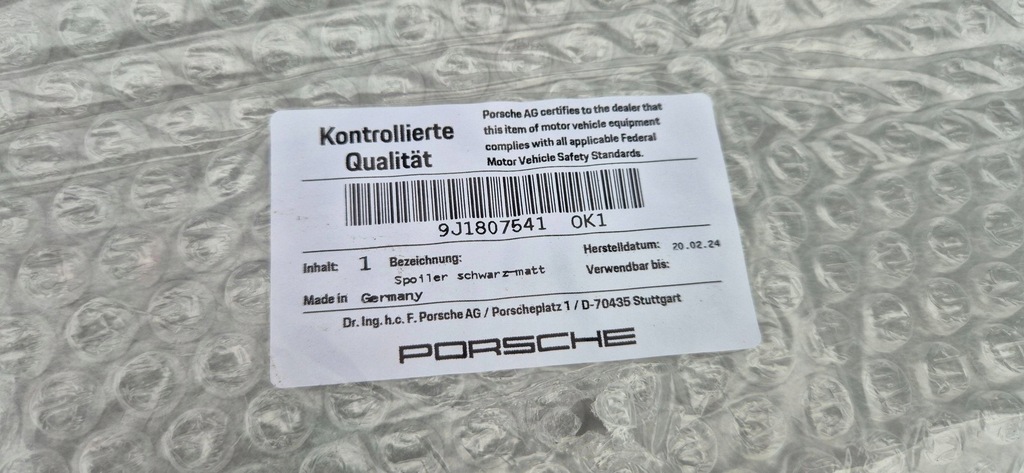 Kontrollierte
Qualität
Porsche AG certifies to the dealer that
this item of motor vehicle equipment
complies with all applicable Federal
Motor Vehicle Safety Standards.
9J1807541 OK1
Inhalt: 1 Bezeichnung:
Spoiler schwarz-matt
Herstelldatum: 20.02.24
Verwendbar bis:
Made in Germany
Dr. Ing. h.c. F. Porsche AG / Porscheplatz 1 / D-70435 Stuttgart
PORSCHE